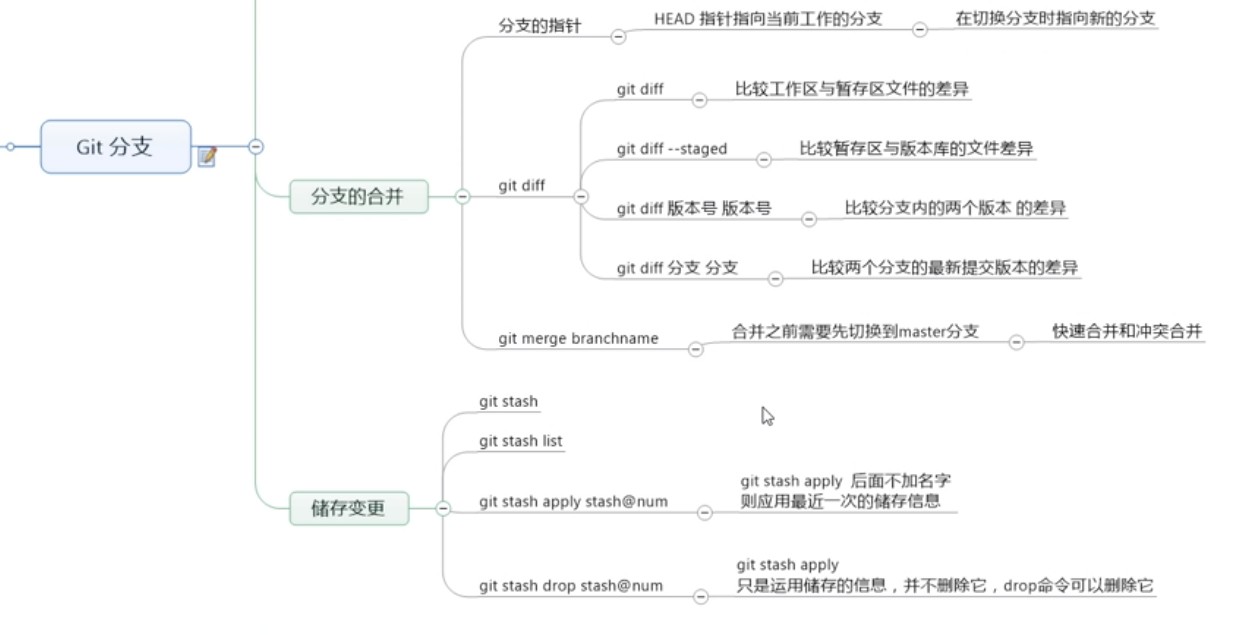 Git 分支
分支的合并
分支的指针
HEAD 指针指向当前工作的分支
在切换分支时指向新的分支
git diff
git diff
比较工作区与暂存区文件的差异
git diff --staged
比较暂存区与版本库的文件差异
git diff 版本号 版本号
比较分支内的两个版本 的差异
git diff 分支 分支
比较两个分支的最新提交版本的差异
git merge branchname
合并之前需要先切换到master分支
快速合并和冲突合并
储存变更
git stash
git stash list
git stash apply stash@num
git stash apply 后面不加名字
则应用最近一次的储存信息
git stash drop stash@num
git stash apply
只是运用储存的信息，并不删除它，drop命令可以删除它